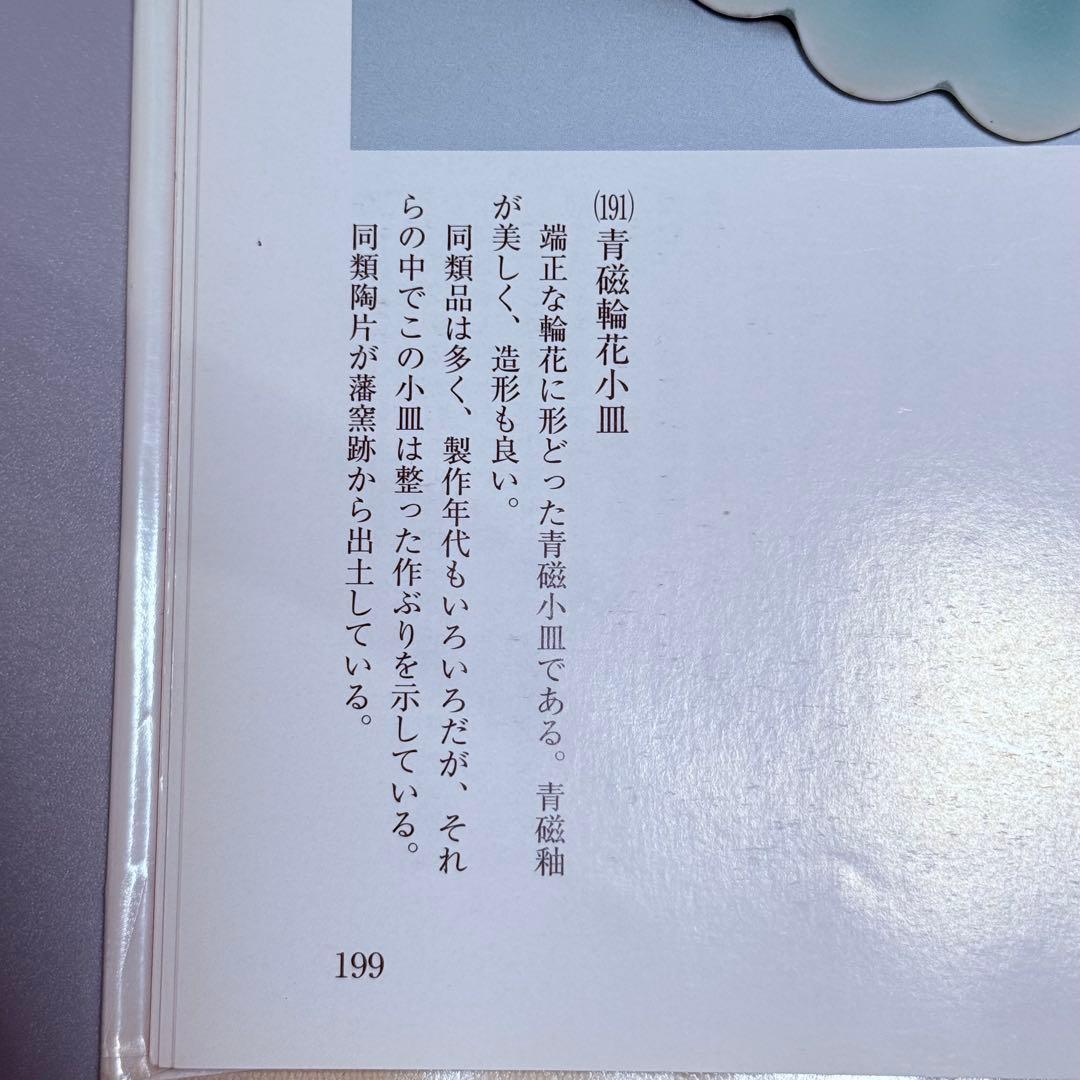 (191)青磁輪花小皿
端正な輪花に形どった青磁小皿である。青磁釉
が美しく、造形も良い。
同類品は多く、製作年代もいろいろだが、それ
らの中でこの小皿は整った作ぶりを示している。
同類陶片が藩窯跡から出土している。
199